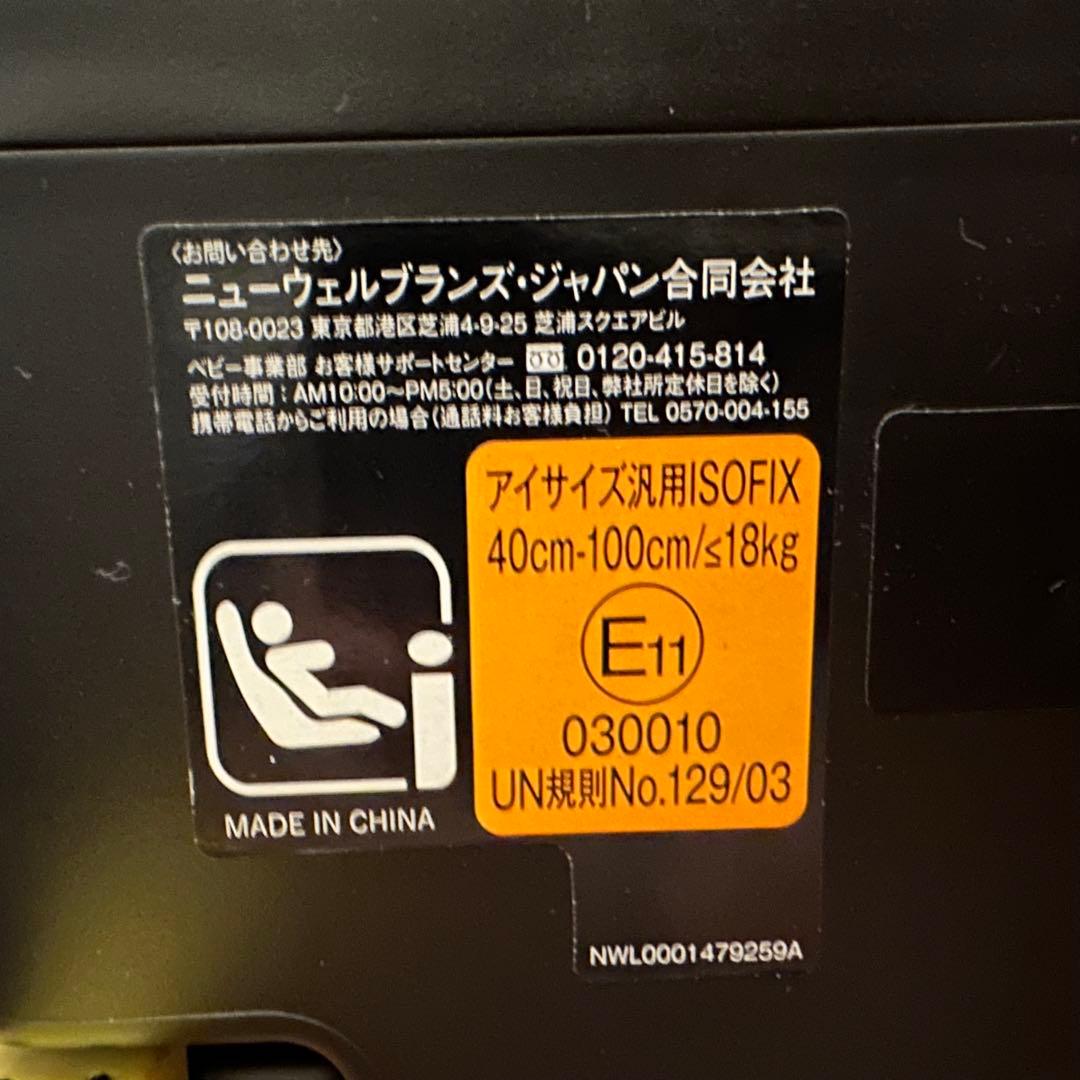 〈お問い合わせ先〉
ニューウェルブランズ・ジャパン合同会社
〒108-0023 東京都港区芝浦4-9-25 芝浦スクエアビル
ベビー事業部 お客様サポートセンター 0120-415-814
受付時間：AM10:00〜PM5:00(土、日、祝日、弊社所定休日を除く)
携帯電話からご利用の場合(通話料お客様負担) TEL 0570-004-155
アイサイズ汎用ISOFIX
40cm-100cm/≤18kg
E11
030010
UN規則No.129/03
i
MADE IN CHINA
NWL0001479259A